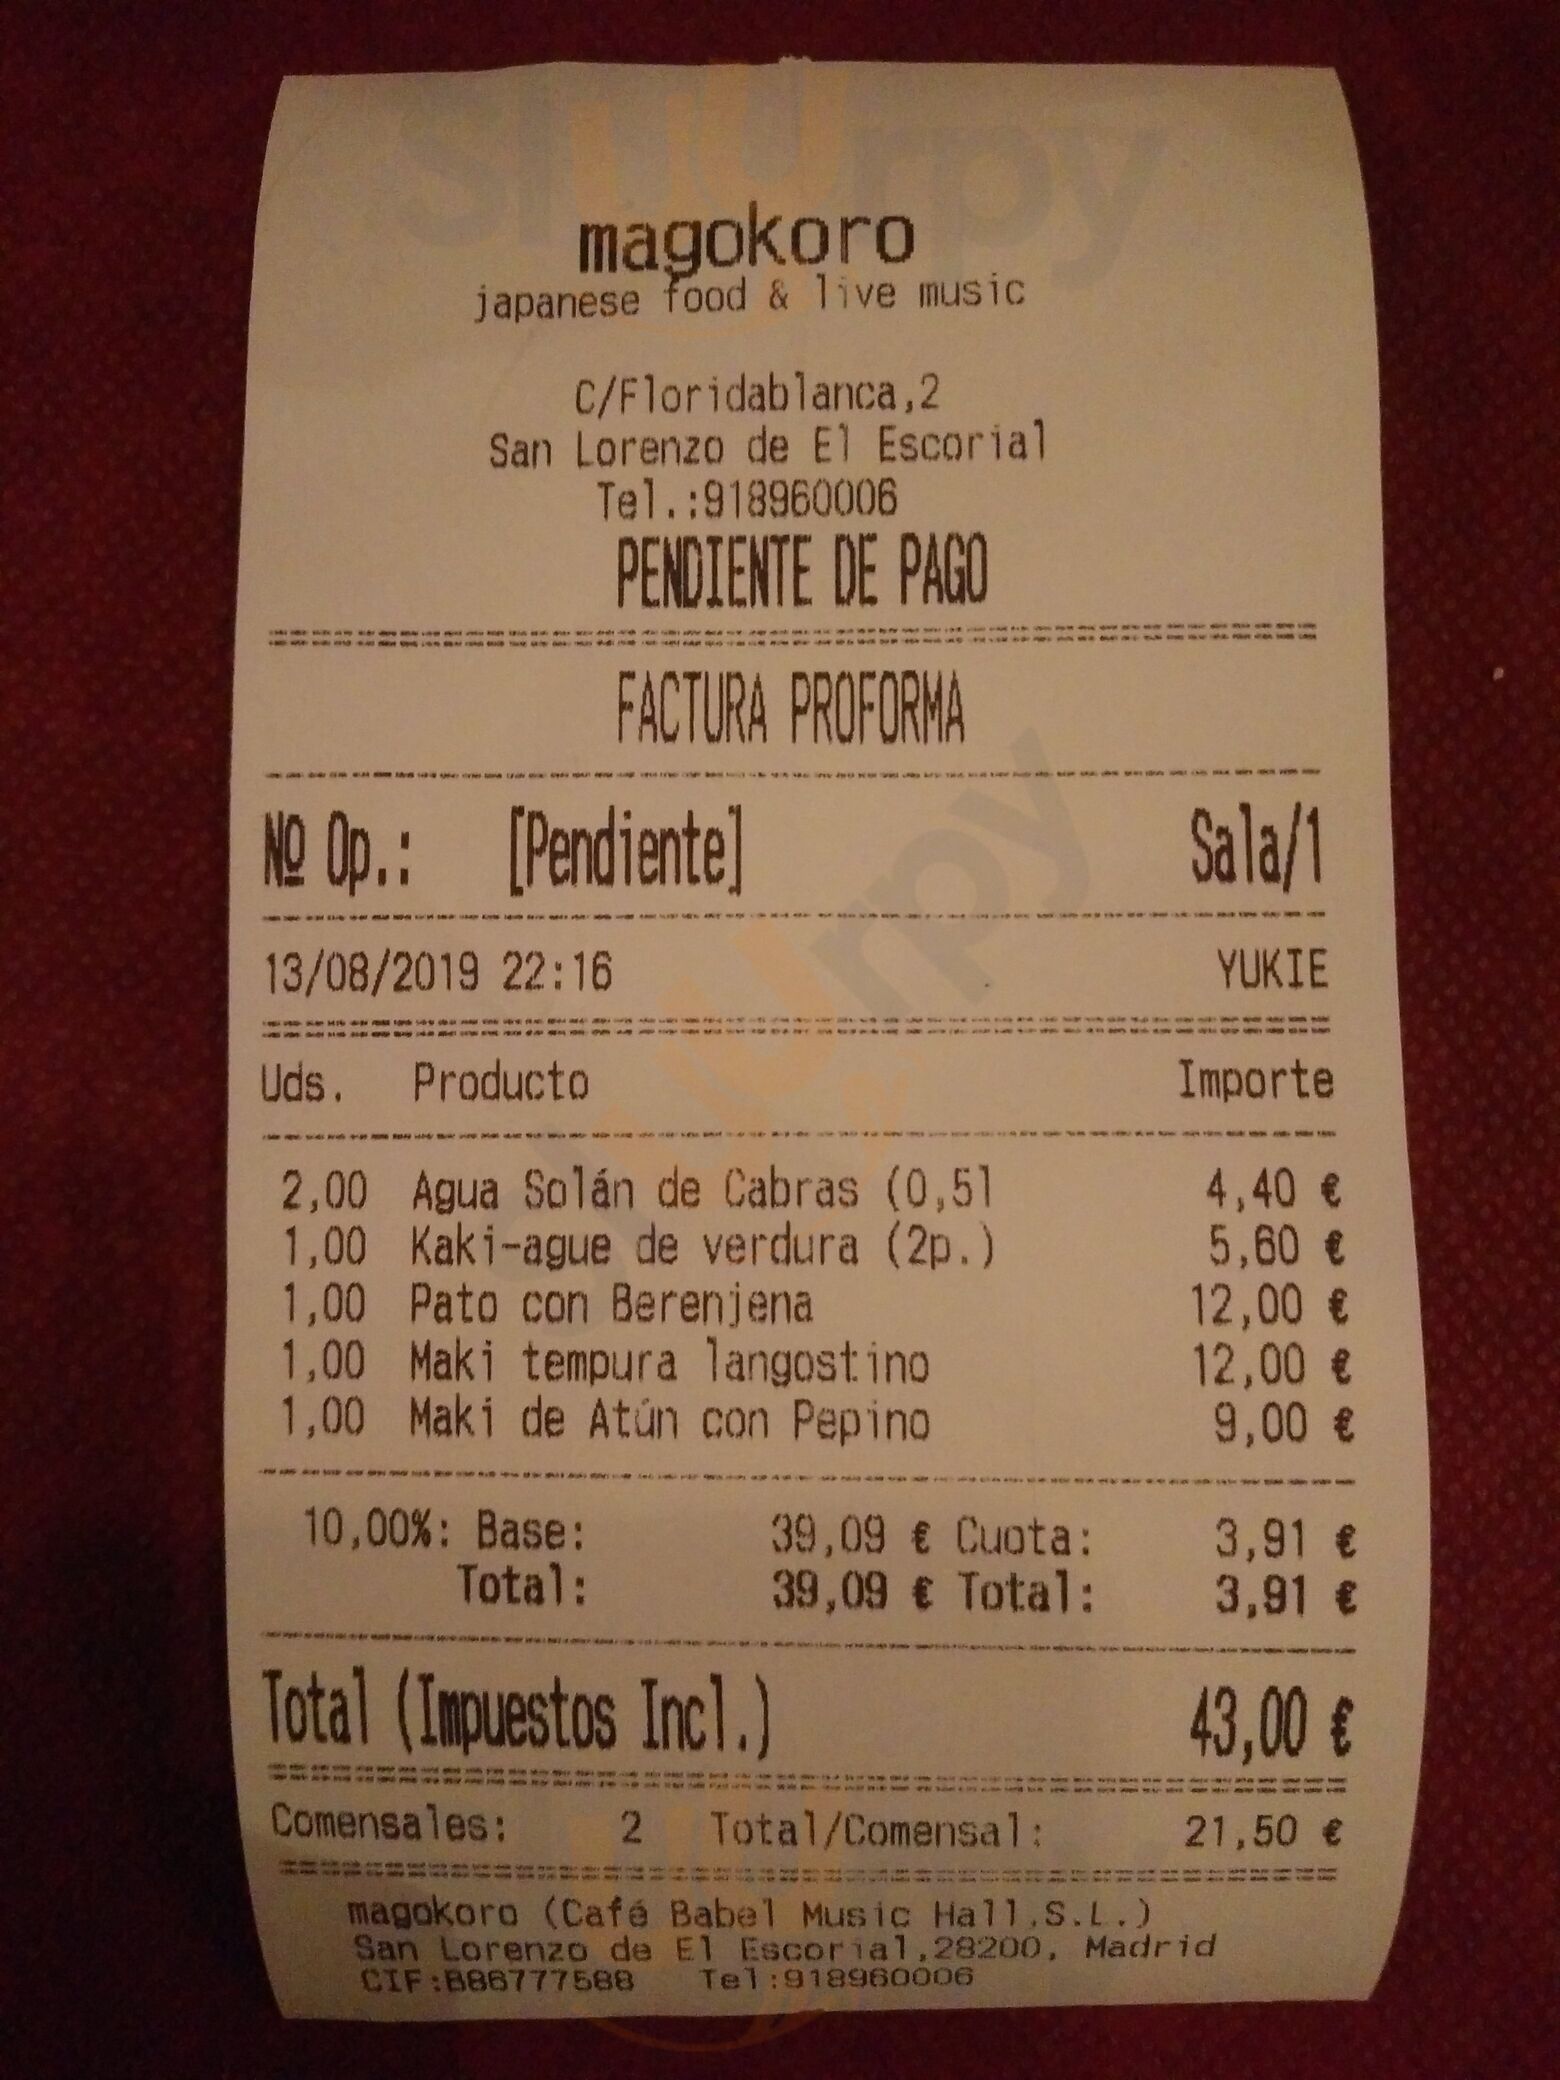 magokoro
japanese food & live music
C/Floridablanca,2
San Lorenzo de El Escorial
Tel.:918960006
PENDIENTE DE PAGO
FACTURA PROFORMA
Nº Op.: [Pendiente] Sala/1
13/08/2019 22:16 YUKIE
Uds. Producto Importe
2,00 Agua Solán de Cabras (0,5l 4,40 €
1,00 Kaki-ague de verdura (2p.) 5,60 €
1,00 Pato con Berenjena 12,00 €
1,00 Maki tempura langostino 12,00 €
1,00 Maki de Atún con Pepino 9,00 €
10,00%: Base: 39,09 € Cuota: 3,91 €
Total: 39,09 € Total: 3,91 €
Total (Impuestos Incl.) 43,00 €
Comensales: 2 Total/Comensal: 21,50 €
magokoro (Café Babel Music Hall,S.L.)
San Lorenzo de El Escorial,28200, Madrid
CIF:B86777588 Tel:918960006
Slurpy
Slurpy